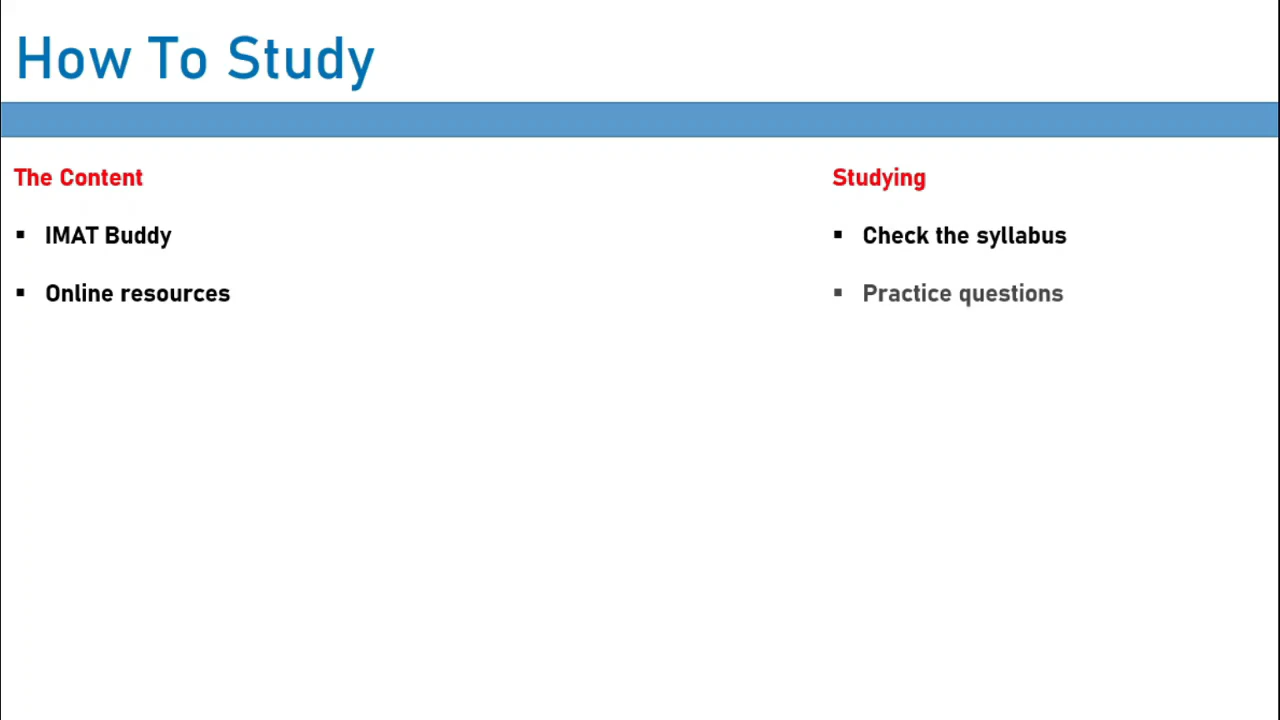 How To Study
The Content
▪ IMAT Buddy
▪ Online resources
Studying
▪ Check the syllabus
▪ Practice questions